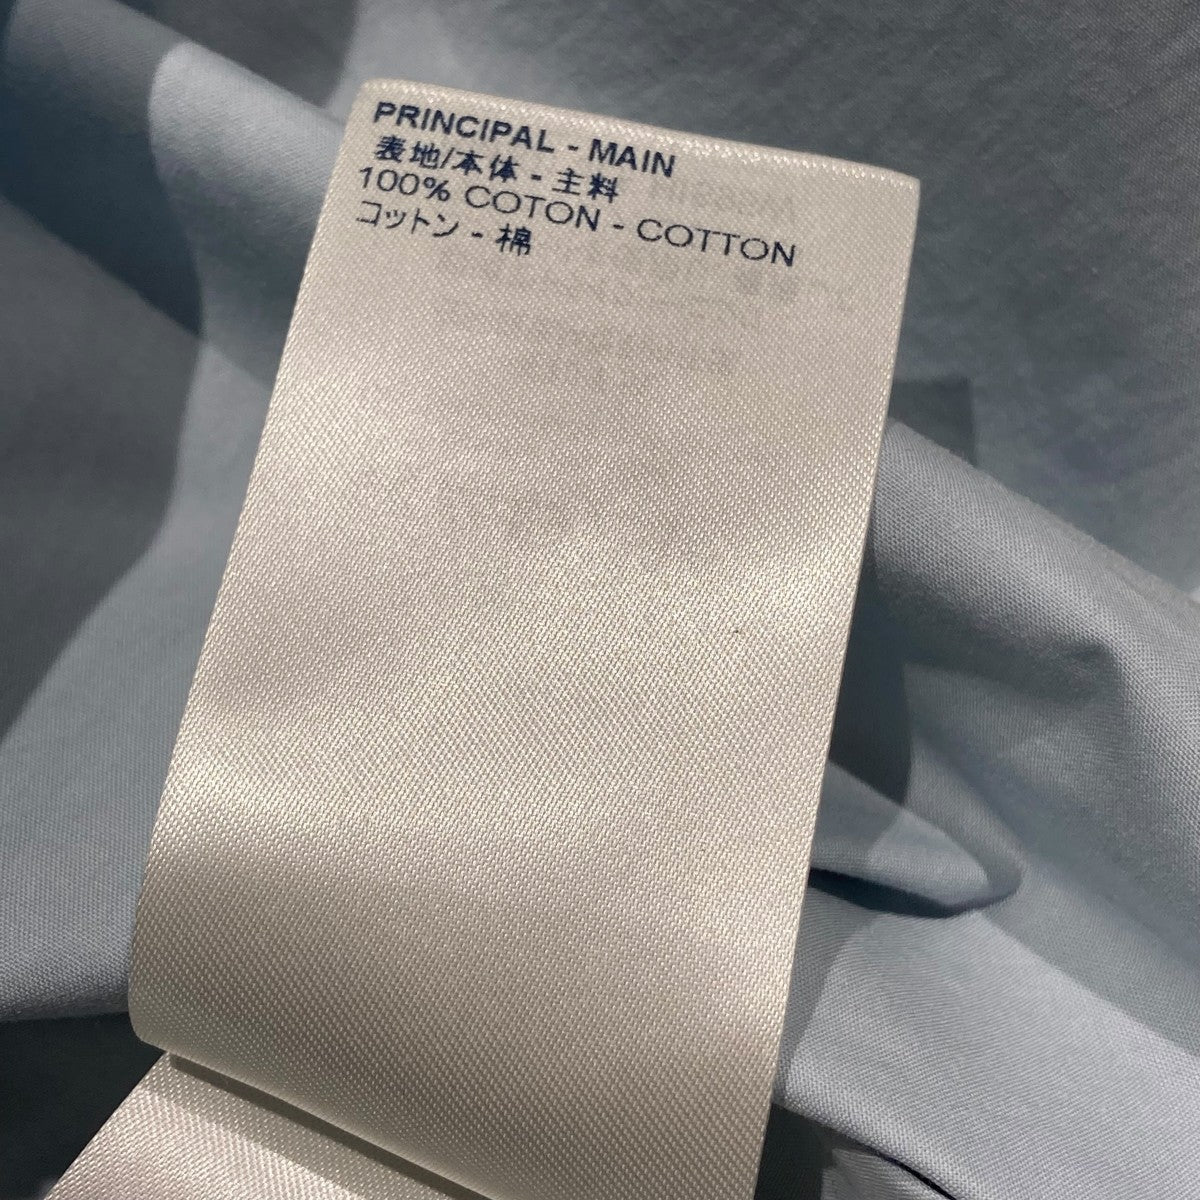 PRINCIPAL - MAIN
表地/本体 - 主料
100% COTON - COTTON
コットン - 棉